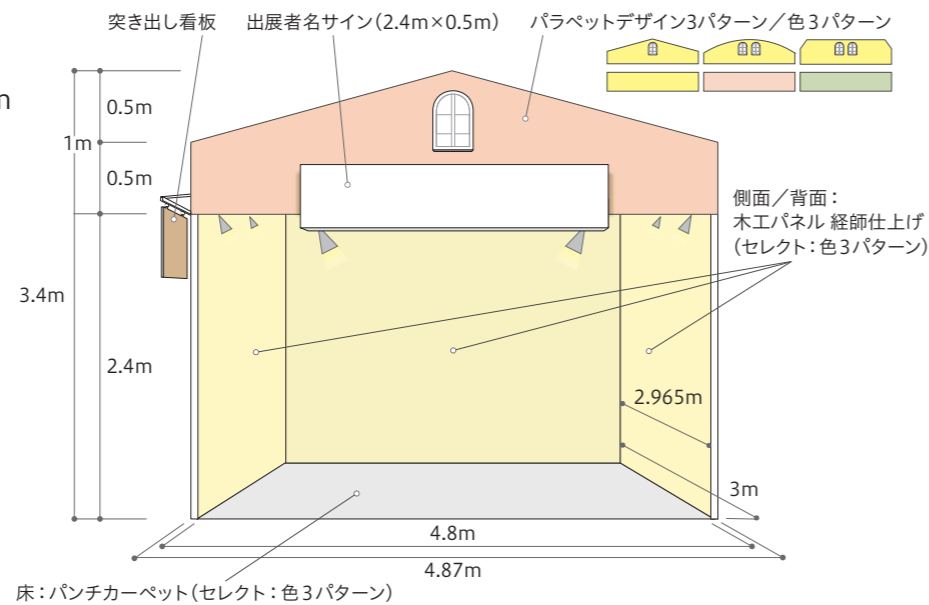 突き出し看板
出展者名サイン(2.4m×0.5m)
パラペットデザイン3パターン/色3パターン
m
0.5m
1m
0.5m
側面/背面:
木工パネル 経師仕上げ
(セレクト:色3パターン)
3.4m
2.4m
2.965m
3m
4.8m
4.87m
床:パンチカーペット(セレクト:色3パターン)